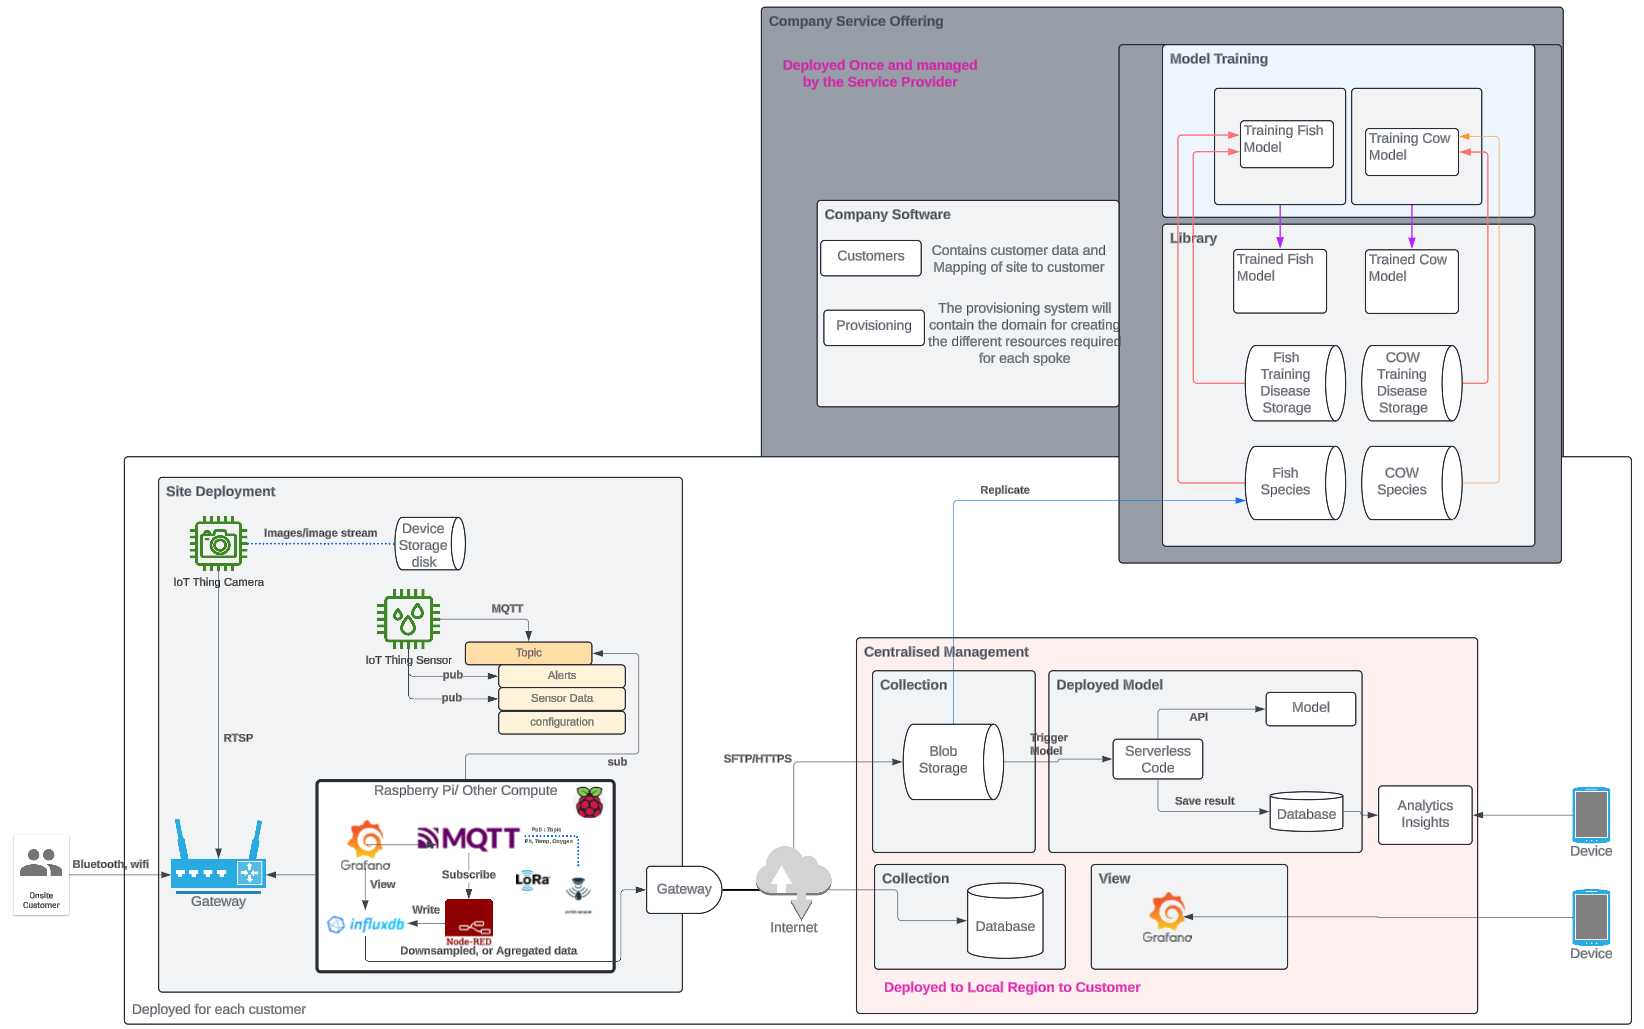 Company Service Offering
Deployed Once and managed
by the Service Provider
Model Training
Training Fish
Model
Training Cow
Model
Company Software
Customers
Contains customer data and
Mapping of site to customer
Provisioning
The provisioning system will
contain the domain for creating
the different resources required
for each spoke
Library
Trained Fish
Model
Trained Cow
Model
Fish
Training
Disease
Storage
COW
Training
Disease
Storage
Fish
Species
COW
Species
Replicate
Site Deployment
Images/image stream
Device
Storage
disk
IoT Thing Camera
MQTT
IoT Thing Sensor
Topic
pub
Alerts
pub
Sensor Data
configuration
RTSP
sub
Raspberry Pi/ Other Compute
Grafana
MQTT
Pub : Topic
Ph, Temp, Oxygen
View
Subscribe
LoRa
Write
influxdb
Node-RED
Downsampled, or Agregated data
Onsite
Customer
Bluetooth, wifi
Gateway
Gateway
Internet
SFTP/HTTPS
Deployed for each customer
Centralised Management
Collection
Blob
Storage
Trigger
Model
Deployed Model
API
Model
Serverless
Code
Save result
Database
Analytics
Insights
Device
Collection
Database
View
Grafana
Device
Deployed to Local Region to Customer